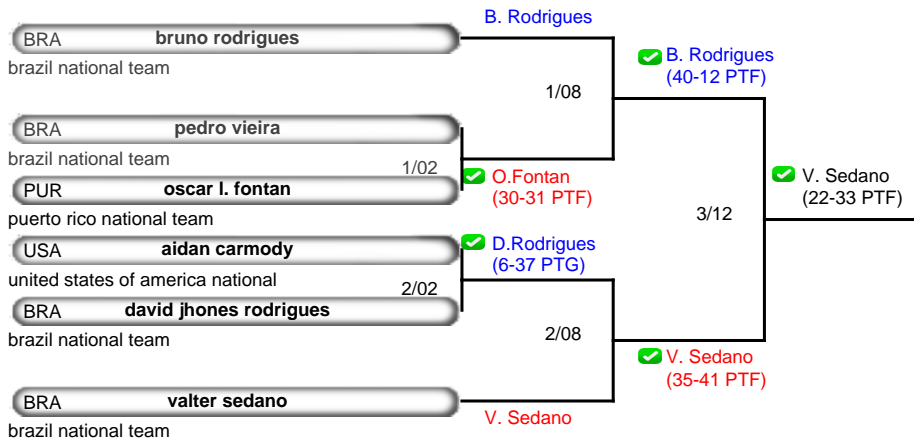 B. Rodrigues
BRA bruno rodrigues
brazil national team
B. Rodrigues
(40-12 PTF)
1/08
BRA pedro vieira
brazil national team
1/02
O.Fontan
(30-31 PTF)
PUR oscar l. fontan
puerto rico national team
V. Sedano
(22-33 PTF)
3/12
USA aidan carmody
united states of america national
D.Rodrigues
(6-37 PTG)
2/02
BRA david jhones rodrigues
brazil national team
2/08
V. Sedano
(35-41 PTF)
BRA valter sedano
brazil national team
V. Sedano